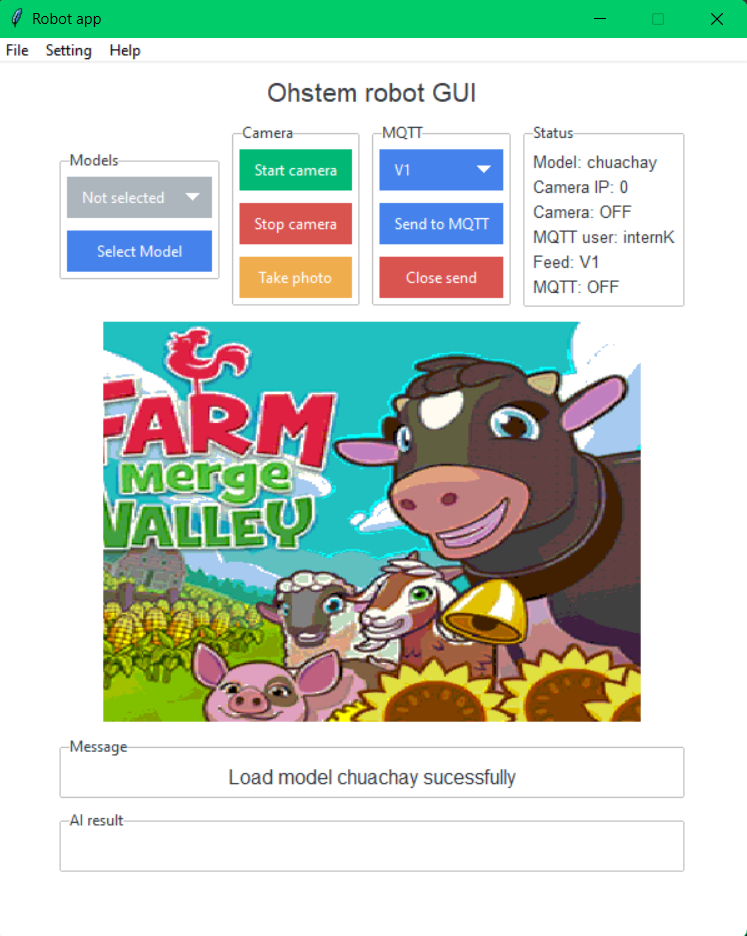 Robot app
File Setting Help
Ohstem robot GUI
Models
Not selected
Select Model
Camera
Start camera
Stop camera
Take photo
MQTT
V1
Send to MQTT
Close send
Status
Model: chuachay
Camera IP: 0
Camera: OFF
MQTT user: internK
Feed: V1
MQTT: OFF
FARM
Merge
VALLEY
Message
Load model chuachay sucessfully
AI result